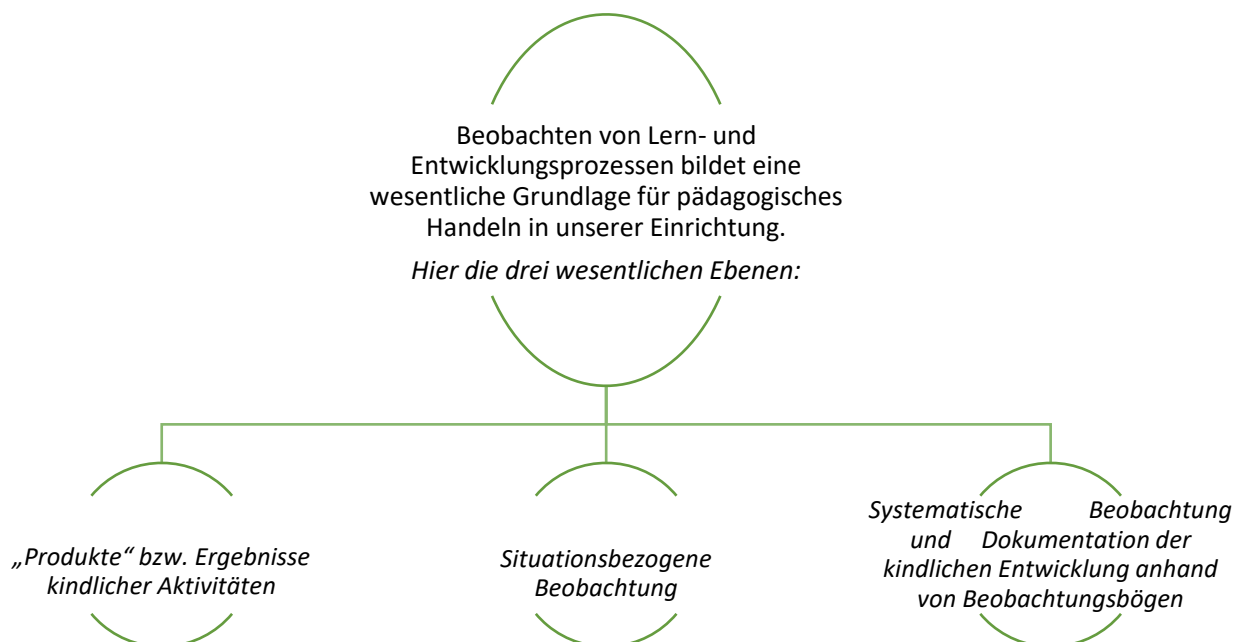 Beobachten von Lern- und
Entwicklungsprozessen bildet eine
wesentliche Grundlage für pädagogisches
Handeln in unserer Einrichtung.
Hier die drei wesentlichen Ebenen:
„Produkte“ bzw. Ergebnisse
kindlicher Aktivitäten
Situationsbezogene
Beobachtung
Systematische Beobachtung
und Dokumentation der
kindlichen Entwicklung anhand
von Beobachtungsbögen